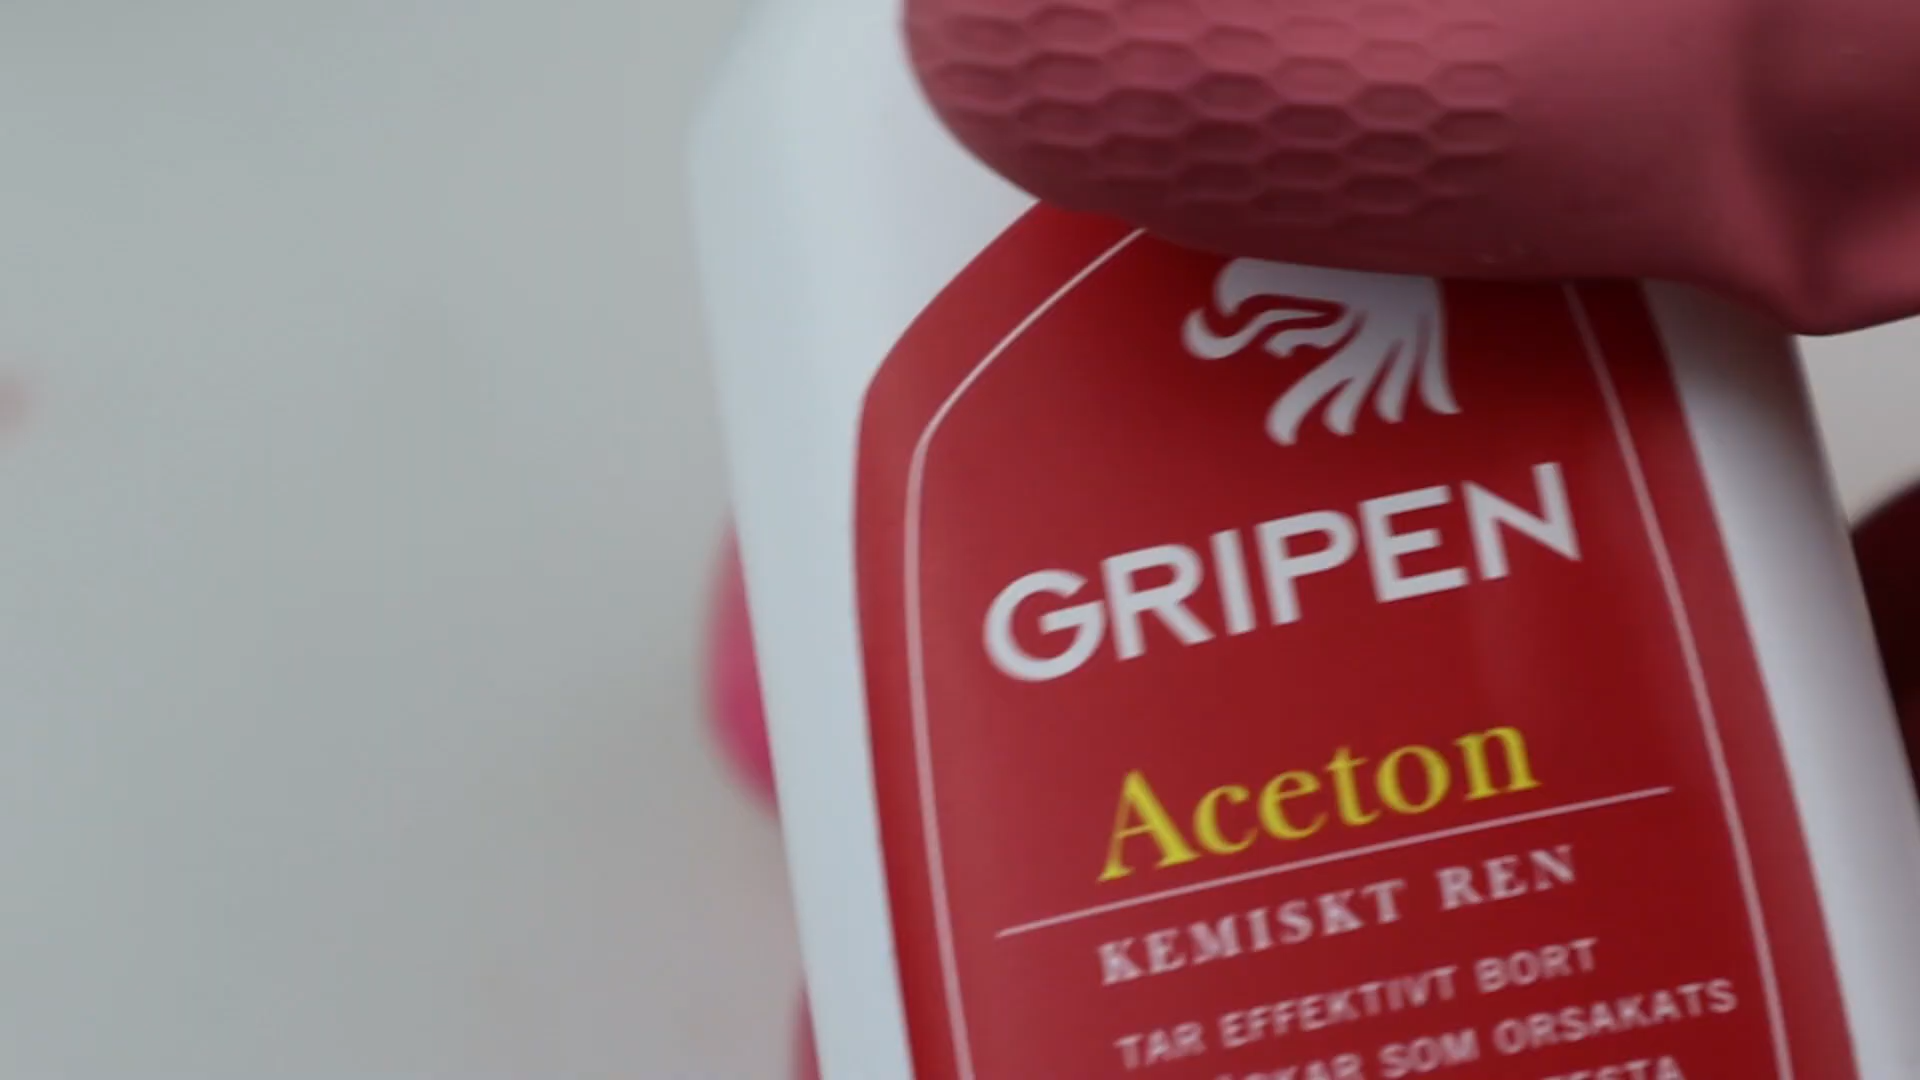 GRIPEN
Aceton
KEMISKT REN
TAR EFFEKTIVT BORT
SOM ORSAKATS